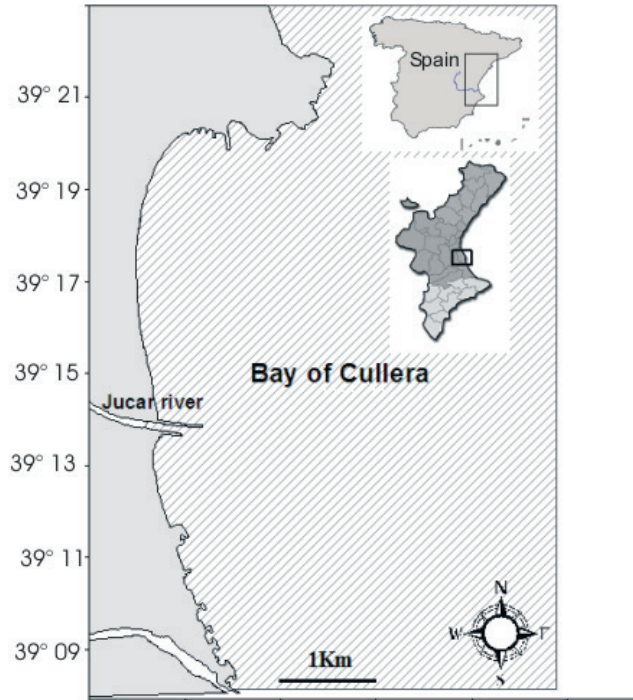 39° 21
39° 19
39° 17
39° 15
39° 13
39° 11
39° 09
Spain
Bay of Cullera
Jucar river
N
W
E
S
1Km